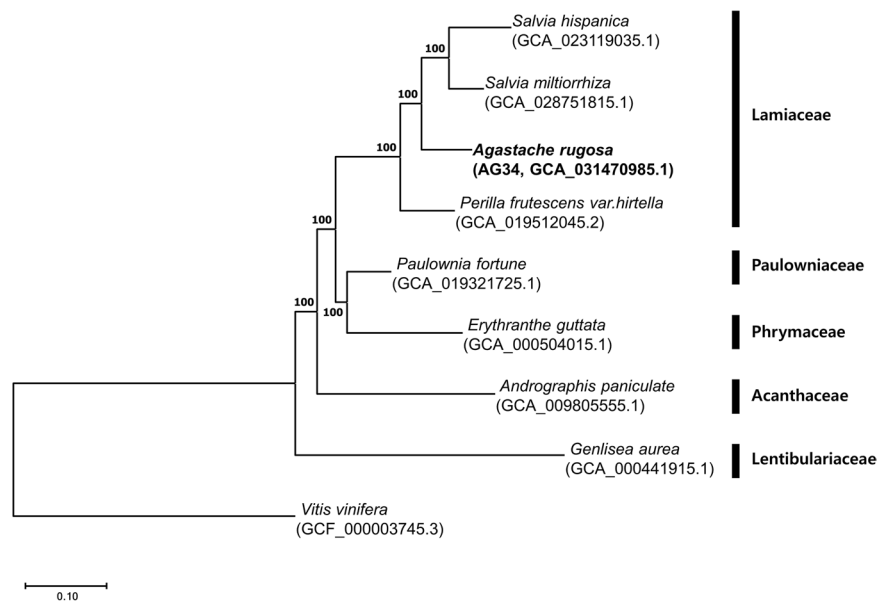 Salvia hispanica
(GCA_023119035.1)
100
Salvia miltiorrhiza
(GCA_028751815.1)
100
Lamiaceae
100
Agastache rugosa
(AG34, GCA_031470985.1)
Perilla frutescens var.hirtella
(GCA_019512045.2)
100
Paulownia fortune
(GCA_019321725.1)
Paulowniaceae
100
100
Erythranthe guttata
(GCA_000504015.1)
Phrymaceae
Andrographis paniculate
(GCA_009805555.1)
Acanthaceae
Genlisea aurea
(GCA_000441915.1)
Lentibulariaceae
Vitis vinifera
(GCF_000003745.3)
0.10